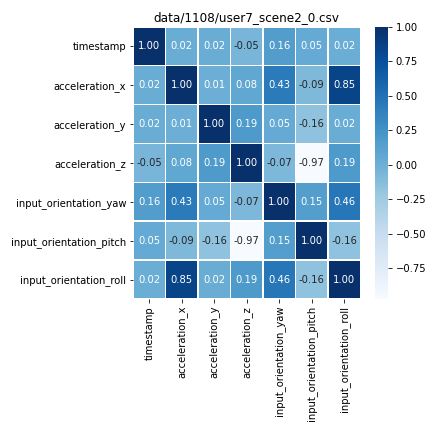 data/1108/user7_scene2_0.csv
timestamp 1.00 0.02 0.02 -0.05 0.16 0.05 0.02
acceleration_x 0.02 1.00 0.01 0.08 0.43 -0.09 0.85
acceleration_y 0.02 0.01 1.00 0.19 0.05 -0.16 0.02
acceleration_z -0.05 0.08 0.19 1.00 -0.07 -0.97 0.19
input_orientation_yaw 0.16 0.43 0.05 -0.07 1.00 0.15 0.46
input_orientation_pitch 0.05 -0.09 -0.16 -0.97 0.15 1.00 -0.16
input_orientation_roll 0.02 0.85 0.02 0.19 0.46 -0.16 1.00
timestamp
acceleration_x
acceleration_y
acceleration_z
input_orientation_yaw
input_orientation_pitch
input_orientation_roll
1.00
0.75
0.50
0.25
0.00
−0.25
−0.50
−0.75